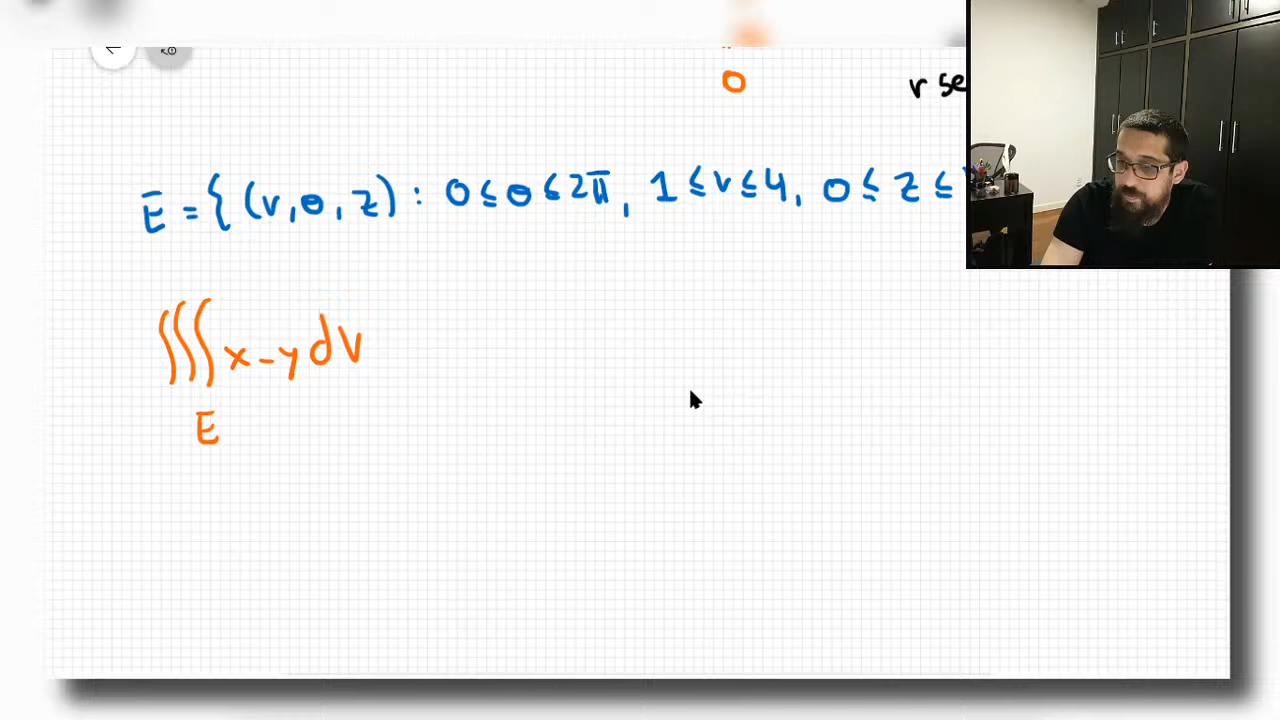 0
r se
E = { (r, θ, z) : 0 ≤ θ ≤ 2π, 1 ≤ r ≤ 4, 0 ≤ z ≤
∭ x - y dV
E